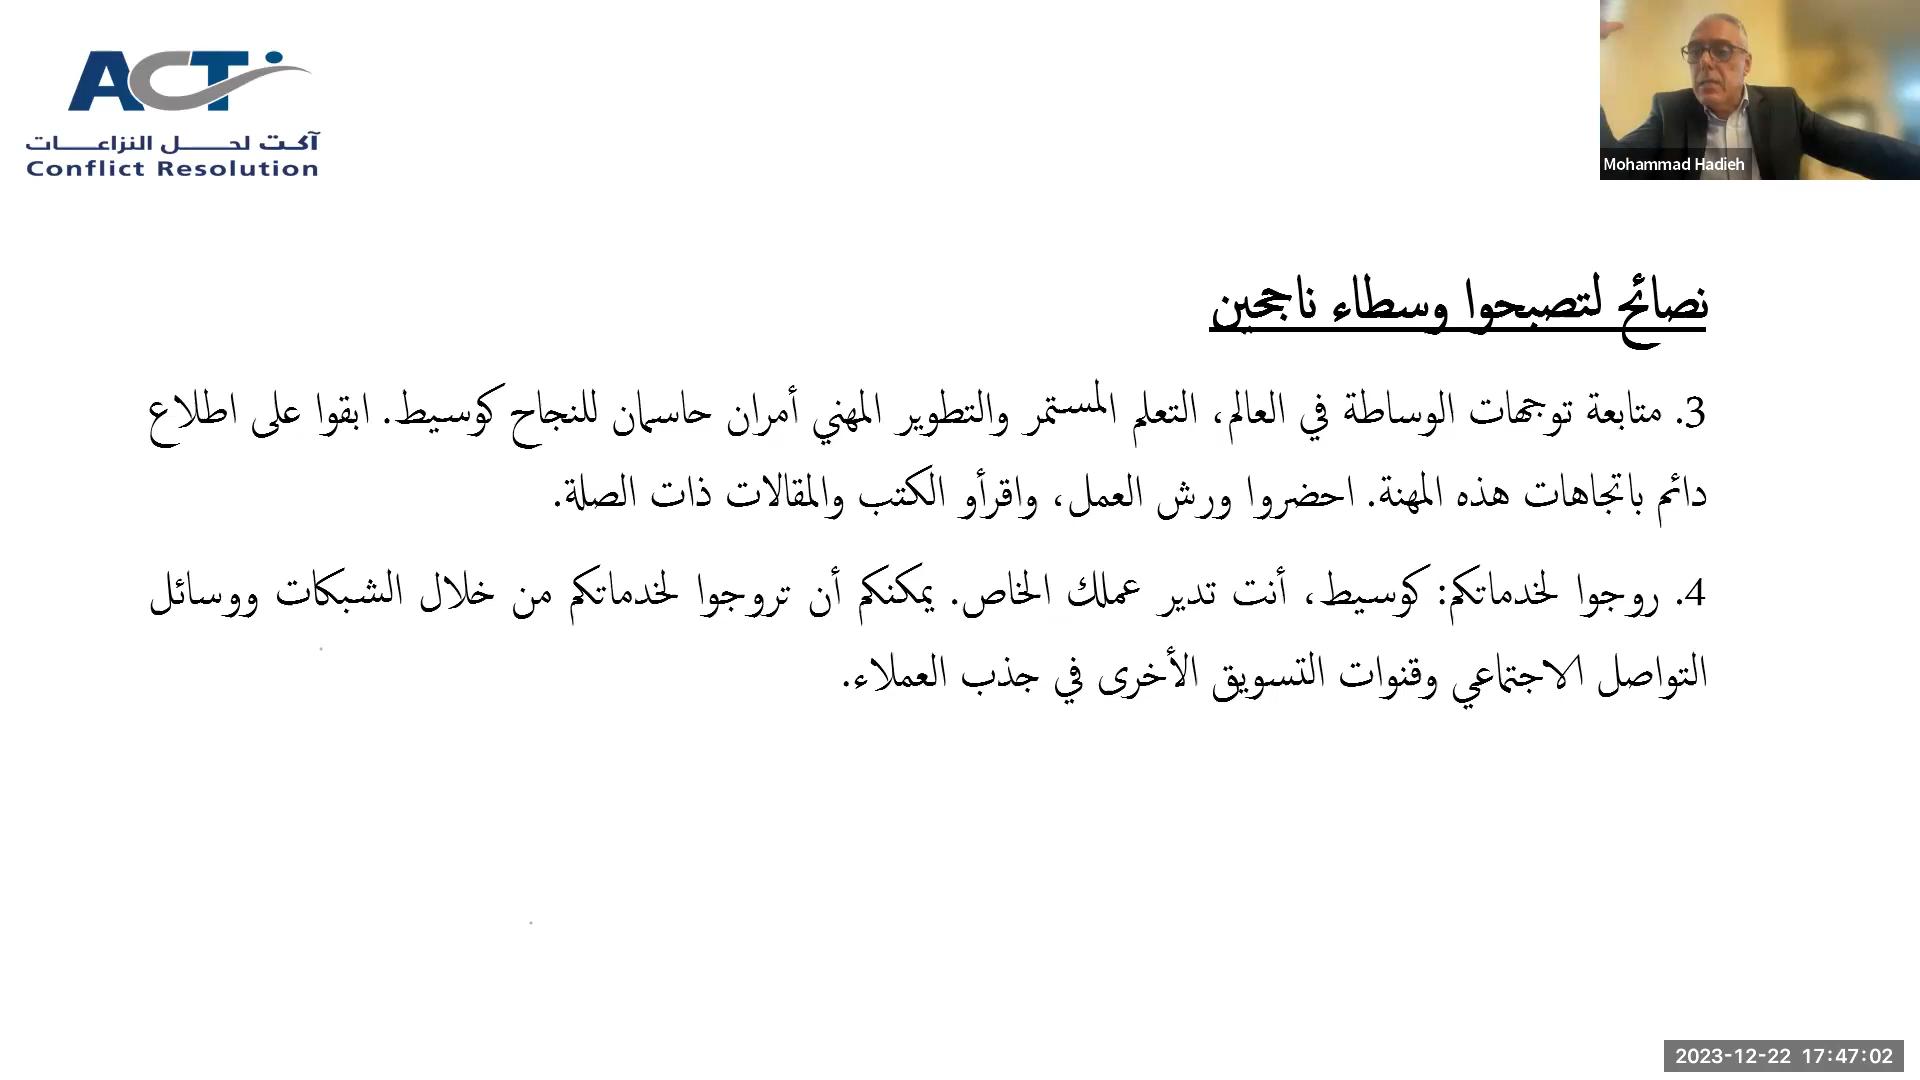 ACT
آكت لحل النزاعات
Conflict Resolution
Mohammad Hadieh
نصائح لتصبحوا وسطاء ناجحين
3. متابعة توجهات الوساطة في العالم، التعلم المستمر والتطوير المهني أمران حاسمان للنجاح كوسيط. ابقوا على اطلاع
دائم باتجاهات هذه المهنة. احضروا ورش العمل، واقرأو الكتب والمقالات ذات الصلة.
4. روجوا لخدماتكم: كوسيط، أنت تدير عملك الخاص. يمكنكم أن تروجوا لخدماتكم من خلال الشبكات ووسائل
التواصل الاجتماعي وقنوات التسويق الأخرى في جذب العملاء.
2023-12-22 17:47:02